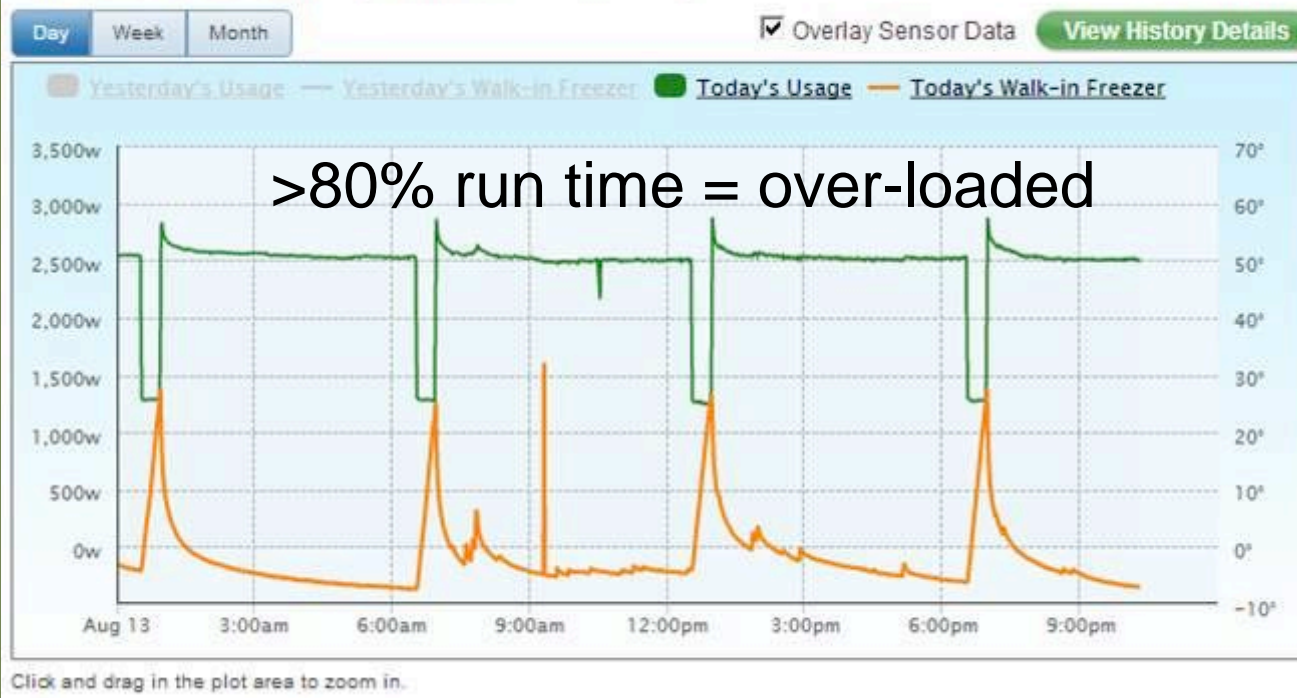 Day Week Month Overlay Sensor Data View History Details
Yesterday's Usage Yesterday's Walk-in Freezer Today's Usage Today's Walk-in Freezer
>80% run time = over-loaded
3,500w 70°
3,000w 60°
2,500w 50°
2,000w 40°
1,500w 30°
1,000w 20°
500w 10°
0w 0°
-10°
Aug 13 3:00am 6:00am 9:00am 12:00pm 3:00pm 6:00pm 9:00pm
Click and drag in the plot area to zoom in.